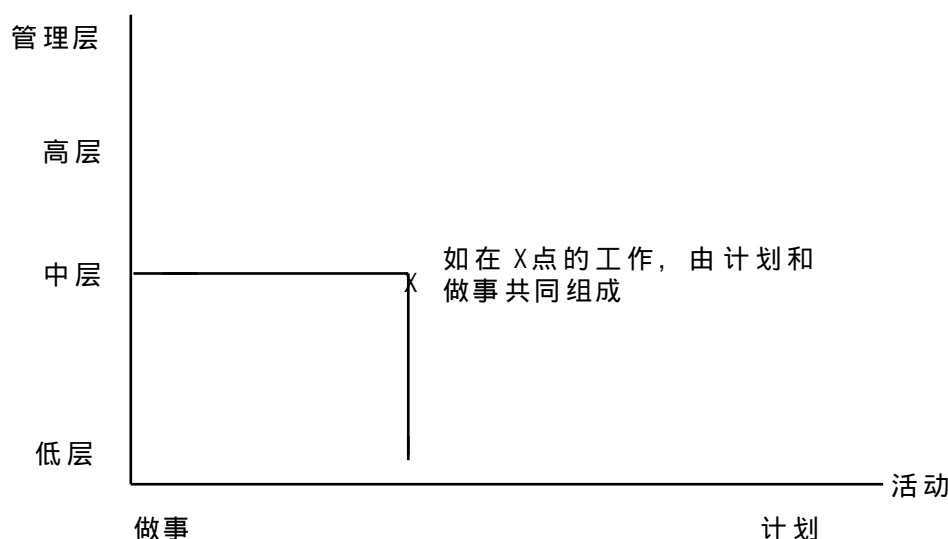 管理层
高层
中层
如在 X点的工作, 由计划和
做事共同组成
X
低层
活动
做事
计划